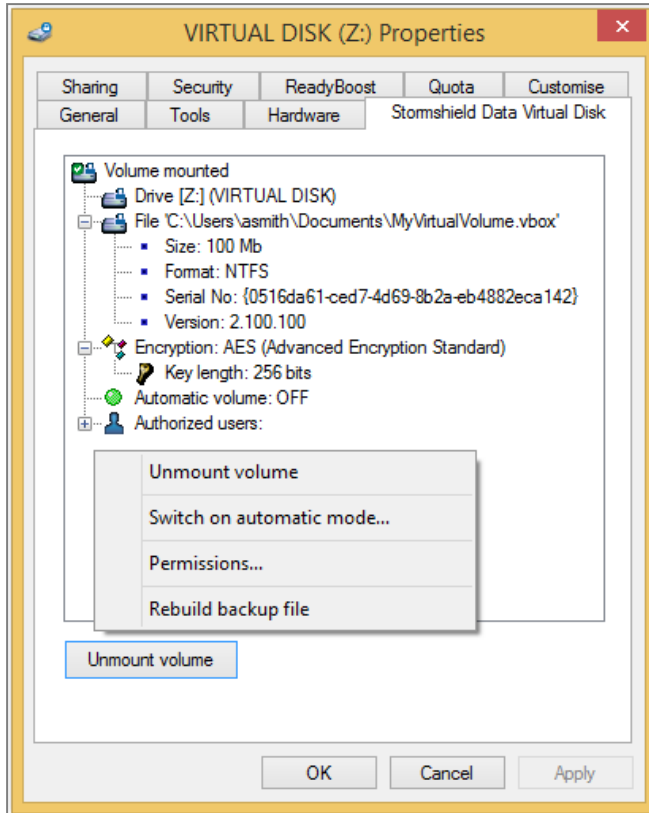 VIRTUAL DISK (Z:) Properties
Sharing Security ReadyBoost Quota Customise
General Tools Hardware Stormshield Data Virtual Disk
Volume mounted
Drive [Z:] (VIRTUAL DISK)
File 'C:\Users\asmith\Documents\MyVirtualVolume.vbox'
Size: 100 Mb
Format: NTFS
Serial No: {0516da61-ced7-4d69-8b2a-eb4882eca142}
Version: 2.100.100
Encryption: AES (Advanced Encryption Standard)
Key length: 256 bits
Automatic volume: OFF
Authorized users:
Unmount volume
Switch on automatic mode...
Permissions...
Rebuild backup file
Unmount volume
OK Cancel Apply